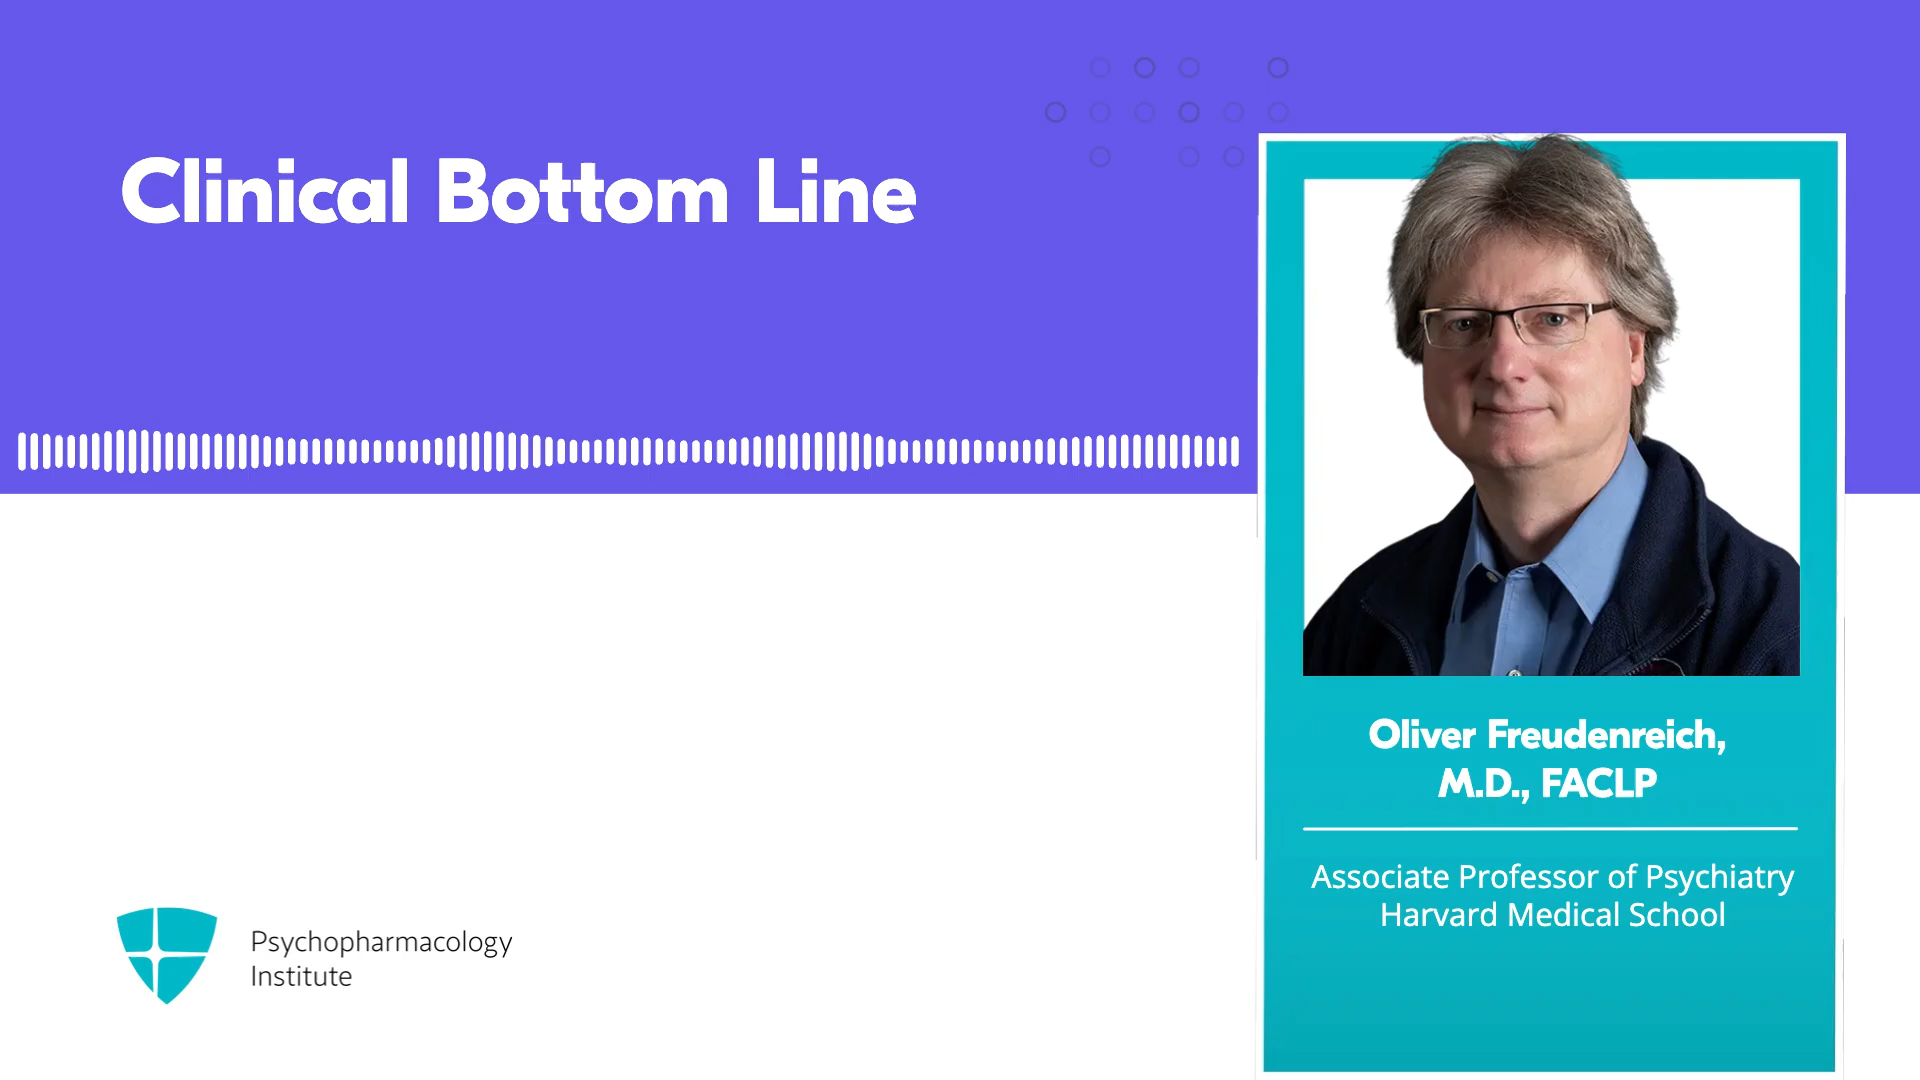 Clinical Bottom Line
Oliver Freudenreich,
M.D., FACLP
Associate Professor of Psychiatry
Harvard Medical School
Psychopharmacology
Institute